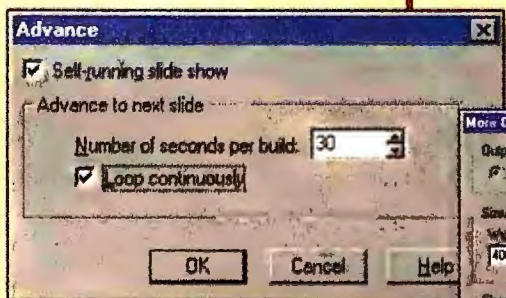 Advance
Self-running slide show
Advance to next slide
Number of seconds per build: 30
Loop continuously
OK Cancel Help
More
400